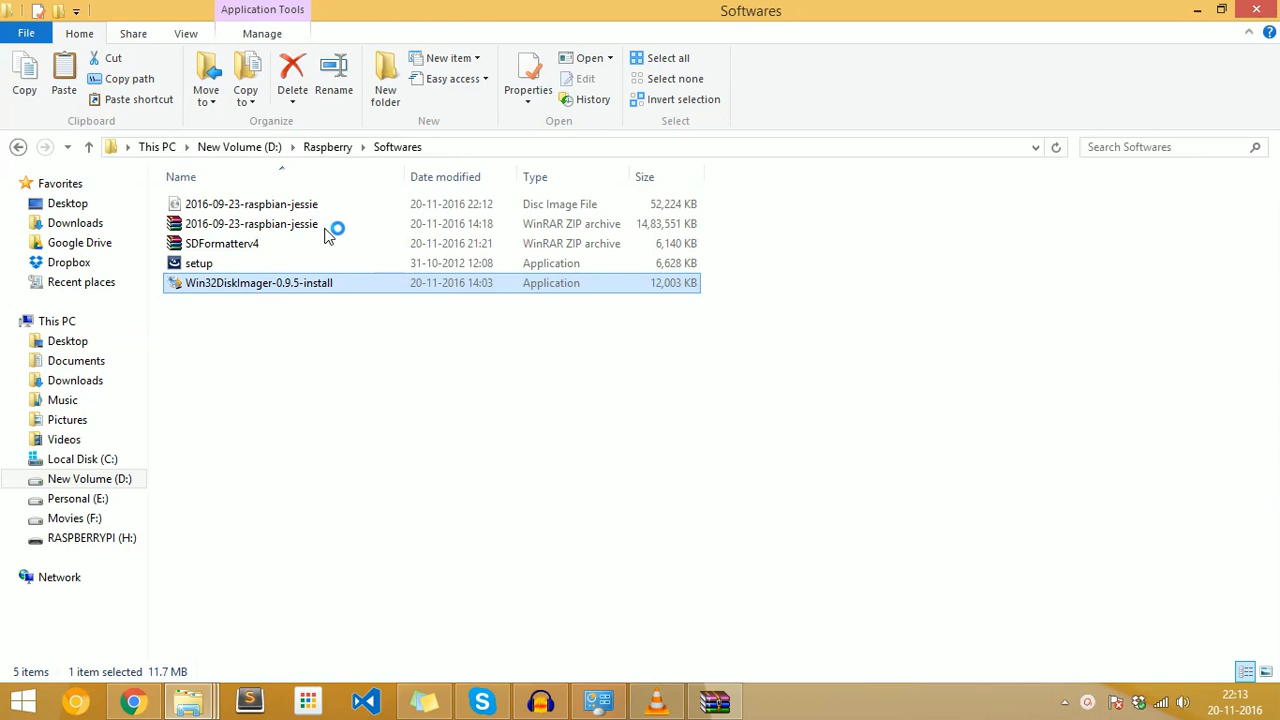 Application Tools
Softwares
File Home Share View Manage
Copy
Paste
Cut
Copy path
Paste shortcut
Clipboard
Move to
Copy to
Delete
Rename
Organize
New folder
New item
Easy access
New
Properties
Open
Edit
History
Open
Select all
Select none
Invert selection
Select
This PC New Volume (D:) Raspberry Softwares
Search Softwares
Name Date modified Type Size
2016-09-23-raspbian-jessie 20-11-2016 22:12 Disc Image File 52,224 KB
2016-09-23-raspbian-jessie 20-11-2016 14:18 WinRAR ZIP archive 14,83,551 KB
SDFormatterv4 20-11-2016 21:21 WinRAR ZIP archive 6,140 KB
setup 31-10-2012 12:08 Application 6,628 KB
Win32DiskImager-0.9.5-install 20-11-2016 14:03 Application 12,003 KB
Favorites
Desktop
Downloads
Google Drive
Dropbox
Recent places
This PC
Desktop
Documents
Downloads
Music
Pictures
Videos
Local Disk (C:)
New Volume (D:)
Personal (E:)
Movies (F:)
RASPBERRYPI (H:)
Network
5 items 1 item selected 11.7 MB
22:13
20-11-2016